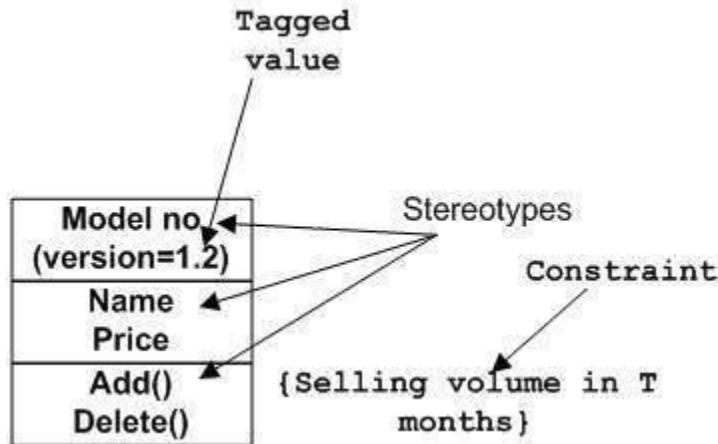 Tagged
value
Stereotypes
Constraint
Model no
(version=1.2)
Name
Price
Add()
Delete()
{Selling volume in T
months}